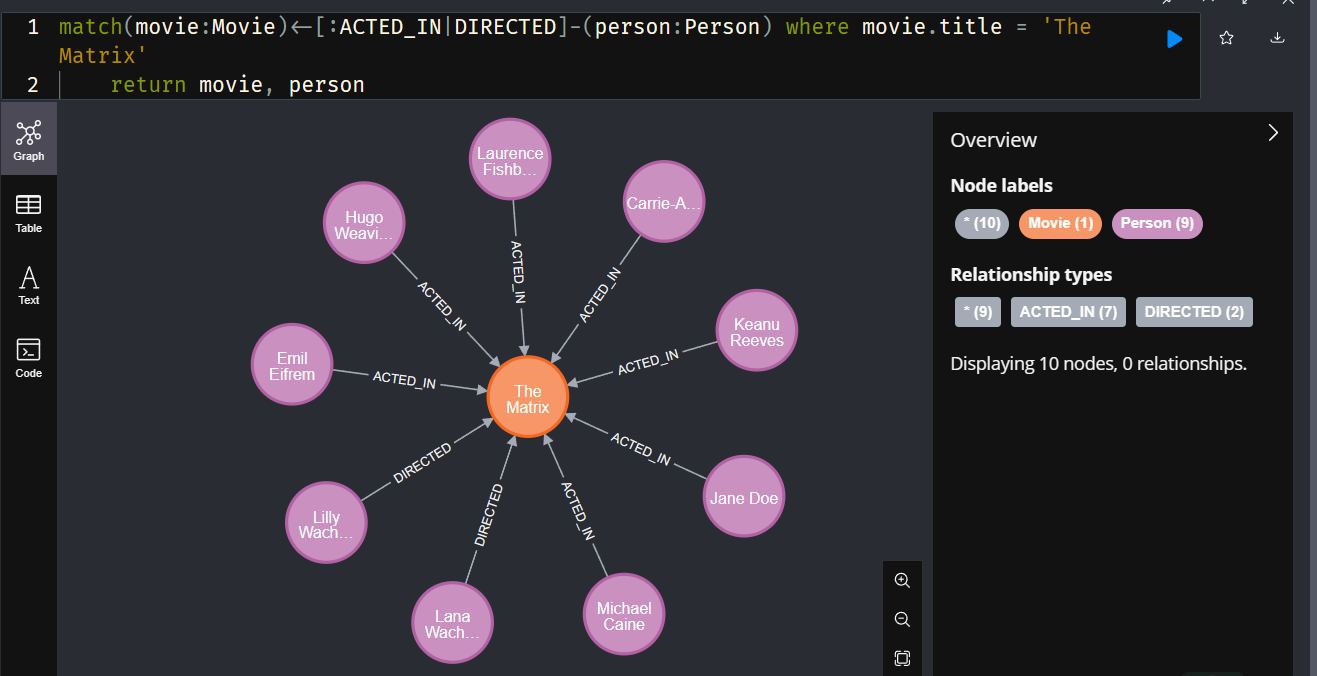 1 match(movie:Movie)<-[:ACTED_IN|DIRECTED]-(person:Person) where movie.title = 'The
Matrix'
2 return movie, person
Graph
Table
Text
Code
Laurence
Fishb...
Carrie-A...
Hugo
Weavi...
Keanu
Reeves
Emil
Eifrem
The
Matrix
Jane Doe
Lilly
Wach...
Lana
Wach...
Michael
Caine
ACTED_IN
ACTED_IN
ACTED_IN
ACTED_IN
ACTED_IN
ACTED_IN
ACTED_IN
DIRECTED
DIRECTED
Overview
Node labels
* (10) Movie (1) Person (9)
Relationship types
* (9) ACTED_IN (7) DIRECTED (2)
Displaying 10 nodes, 0 relationships.